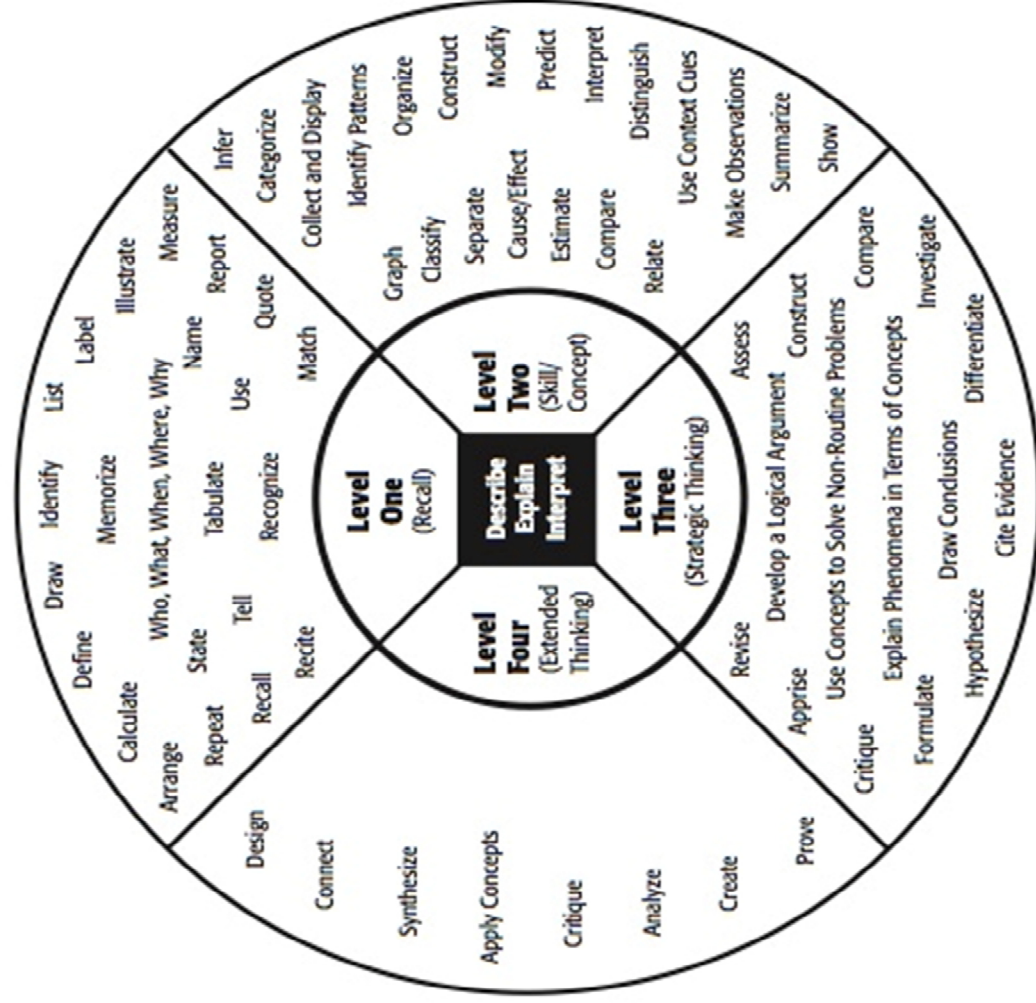 Draw
Identify
List
Define
Label
Memorize
Calculate
Illustrate
Who, What, When, Where, Why
Arrange
Measure
State
Name
Repeat
Tabulate
Report
Tell
Use
Recall
Quote
Recognize
Recite
Match
Level
One
(Recall)
Infer
Categorize
Collect and Display
Identify Patterns
Graph
Organize
Classify
Construct
Separate
Modify
Cause/Effect
Predict
Estimate
Interpret
Compare
Distinguish
Relate
Use Context Cues
Make Observations
Summarize
Show
Level
Two
(Skill/
Concept)
Describe
Explain
Interpret
Level
Four
(Extended
Thinking)
Design
Connect
Synthesize
Apply Concepts
Critique
Analyze
Create
Prove
Level
Three
(Strategic Thinking)
Revise
Assess
Develop a Logical Argument
Apprise
Construct
Use Concepts to Solve Non-Routine Problems
Critique
Compare
Explain Phenomena in Terms of Concepts
Formulate
Draw Conclusions
Investigate
Hypothesize
Differentiate
Cite Evidence